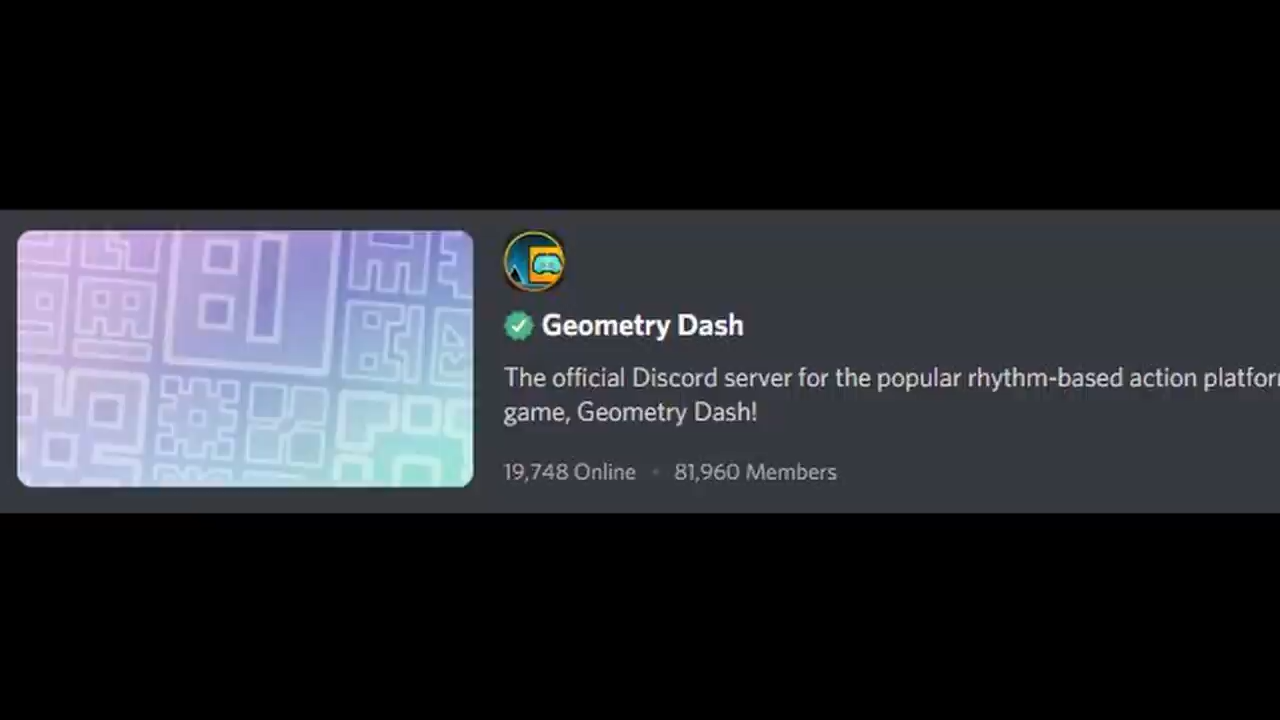 Geometry Dash
The official Discord server for the popular rhythm-based action platfor
game, Geometry Dash!
19,748 Online • 81,960 Members